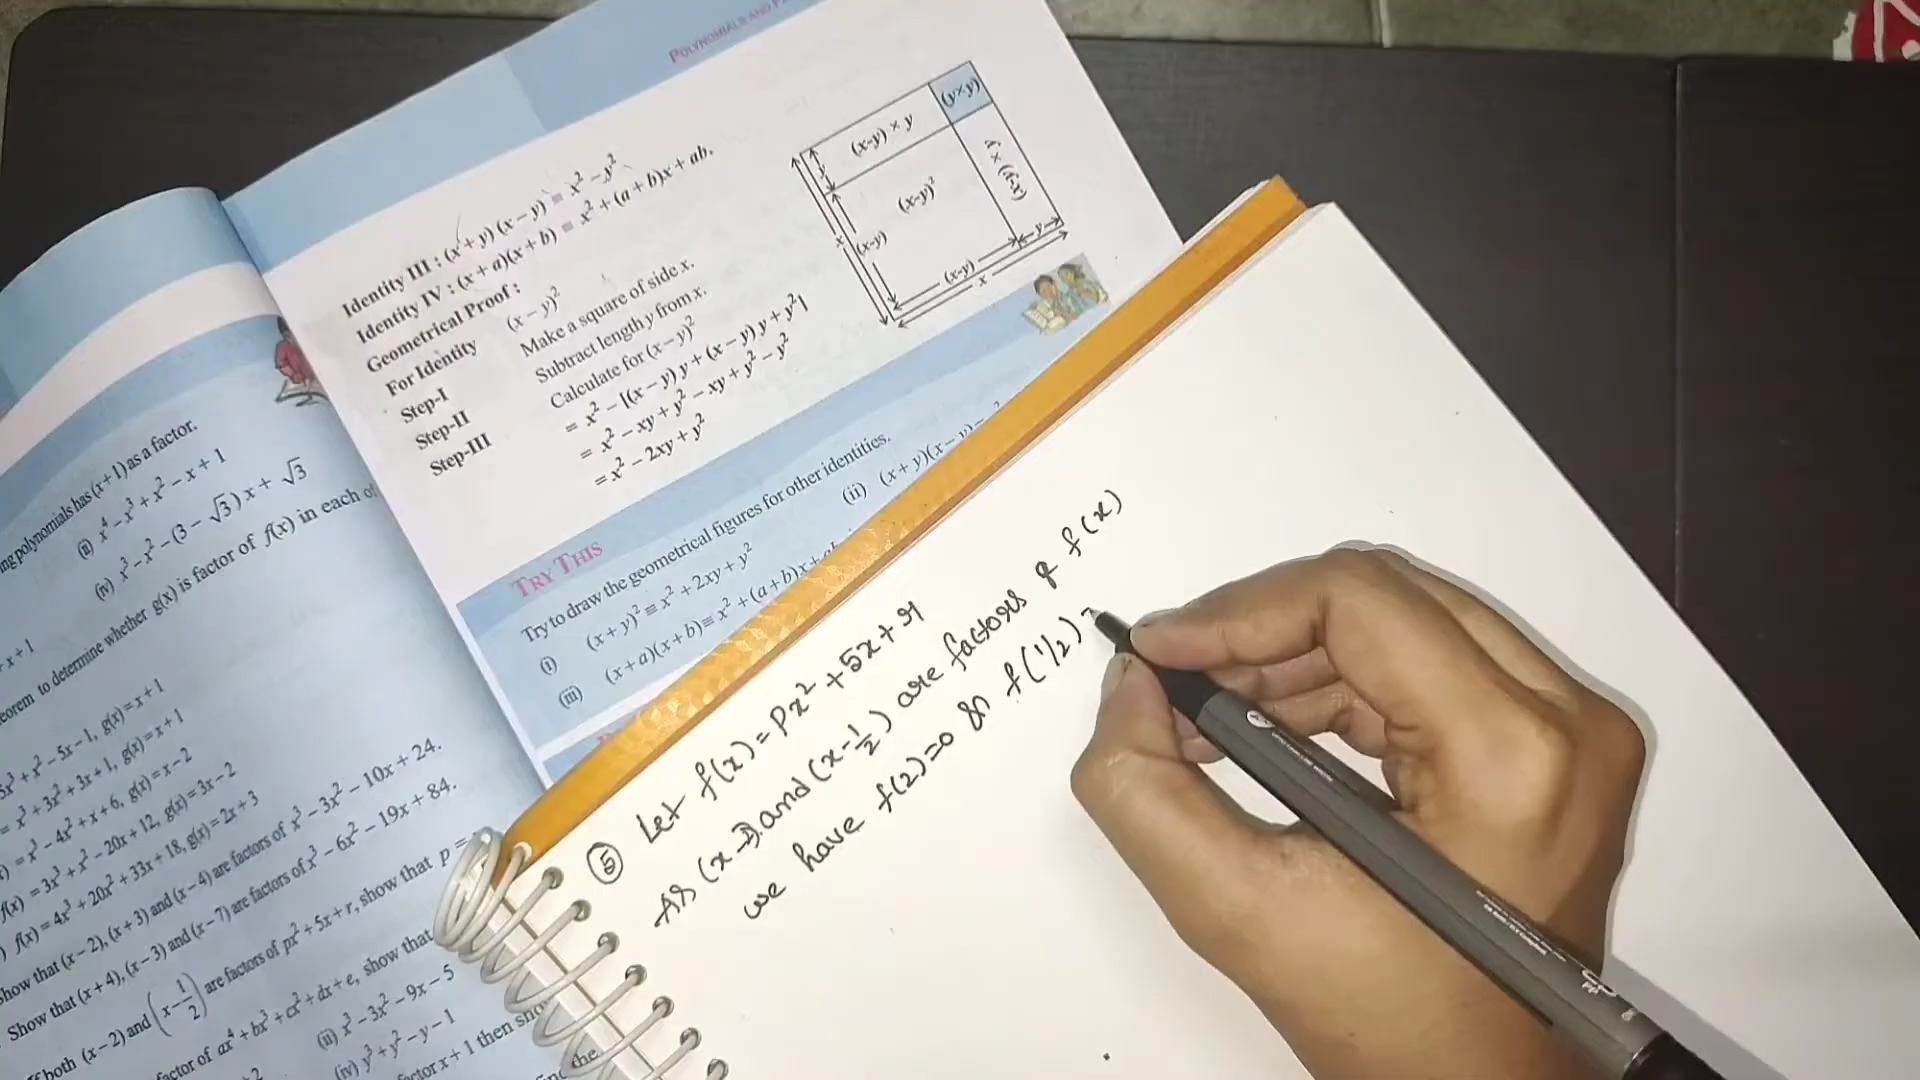 POLYNOMIALS AND
Identity III : (x + y) (x − y) ≡ x² − y²
Identity IV : (x + a)(x + b) ≡ x² + (a + b)x + ab.
Geometrical Proof :
For Identity (x − y)²
Step-I Make a square of side x.
Step-II Subtract length y from x.
Step-III Calculate for (x − y)²
= x² − [(x − y) y + (x − y) y + y²]
= x² − xy + y² − xy + y² − y²
= x² − 2xy + y²
(x-y) × y
(y×y)
y
(x-y)²
(x-y) × y
x
(x-y)
(x-y)
y
x
TRY THIS
Try to draw the geometrical figures for other identities.
(i) (x + y)² ≡ x² + 2xy + y²
(ii) (x + y)(x − y) ≡
(iii) (x + a)(x + b) ≡ x² + (a + b)x + ab
polynomials has (x + 1) as a factor.
(ii) x⁴ − x³ + x² − x + 1
(iv) x³ − x² − (3 − √3) x + √3
to determine whether g(x) is factor of f(x) in each of
+ x + 1
5x³ + x² − 5x − 1, g(x) = x + 1
= x³ + 3x² + 3x + 1, g(x) = x + 1
= x³ − 4x² + x + 6, g(x) = x − 2
f(x) = 3x³ + x² − 20x + 12, g(x) = 3x − 2
f(x) = 4x³ + 20x² + 33x + 18, g(x) = 2x + 3
Show that (x − 2), (x + 3) and (x − 4) are factors of x³ − 3x² − 10x + 24.
Show that (x + 4), (x − 3) and (x − 7) are factors of x³ − 6x² − 19x + 84.
If both (x − 2) and (x − 1/2) are factors of px² + 5x + r, show that p =
factor of ax⁴ + bx³ + cx² + dx + e, show that
(ii) x³ − 3x² − 9x − 5
(iv) y³ + y² − y − 1
factor x + 1 then
the
⑤ Let f(x) = px² + 5x + r
As (x-2) and (x-1/2) are factors of f(x)
we have f(2)=0 & f(1/2)